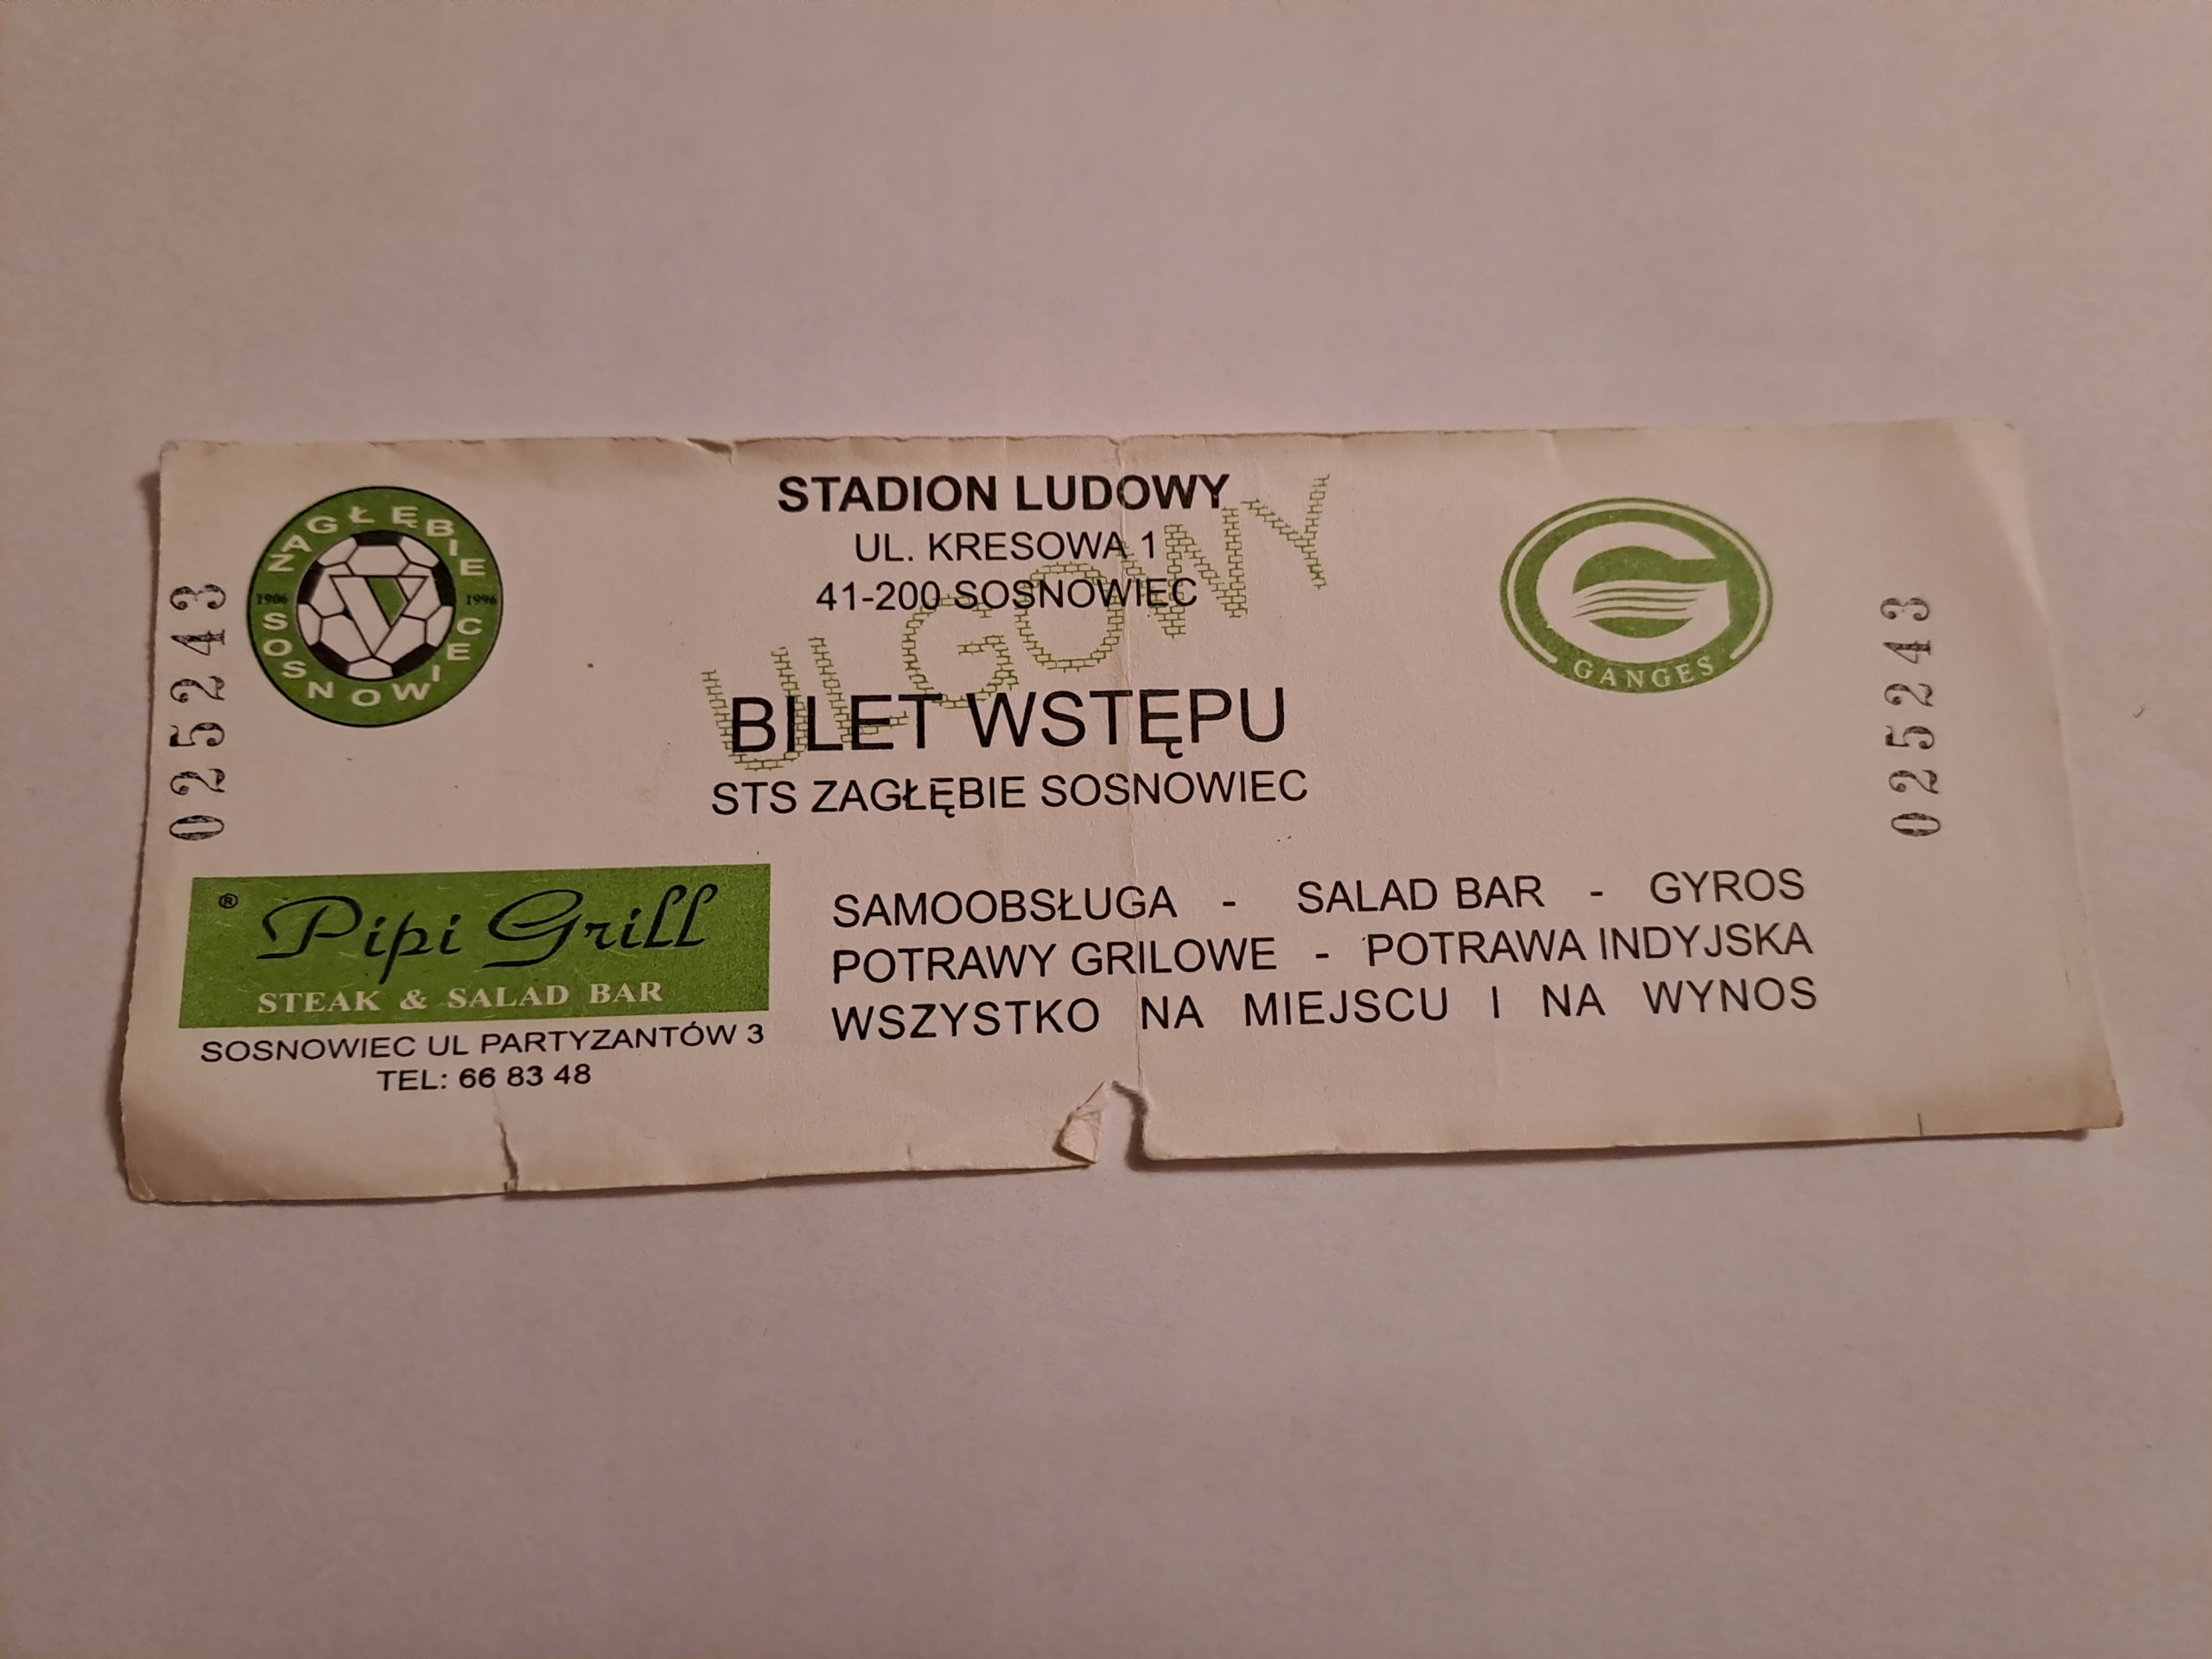 ZAGŁĘBIE
1906 1996
SOSNOWIEC
STADION LUDOWY
UL. KRESOWA 1
41-200 SOSNOWIEC
ULGOWY
BILET WSTĘPU
STS ZAGŁĘBIE SOSNOWIEC
GANGES
025243
025243
® Pipi Grill
STEAK & SALAD BAR
SOSNOWIEC UL PARTYZANTÓW 3
TEL: 66 83 48
SAMOOBSŁUGA - SALAD BAR - GYROS
POTRAWY GRILOWE - POTRAWA INDYJSKA
WSZYSTKO NA MIEJSCU I NA WYNOS